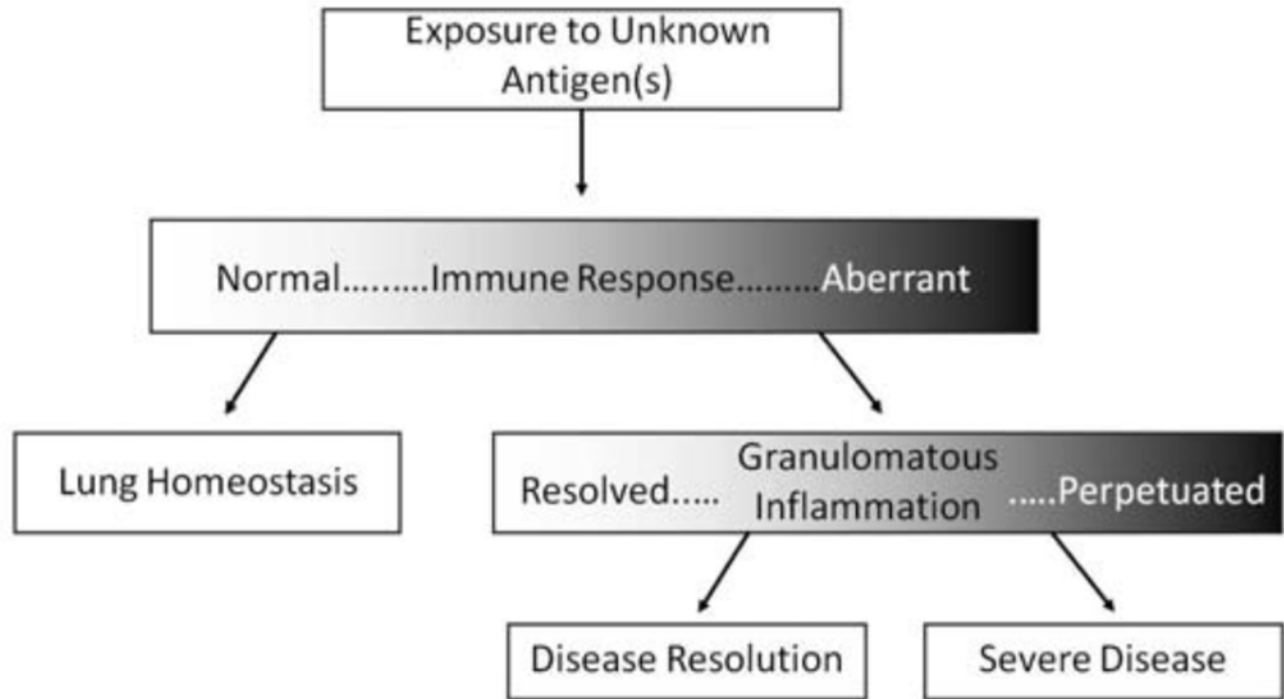 Exposure to Unknown
Antigen(s)
Normal........Immune Response.........Aberrant
Lung Homeostasis
Resolved..... Granulomatous Inflammation .....Perpetuated
Disease Resolution
Severe Disease